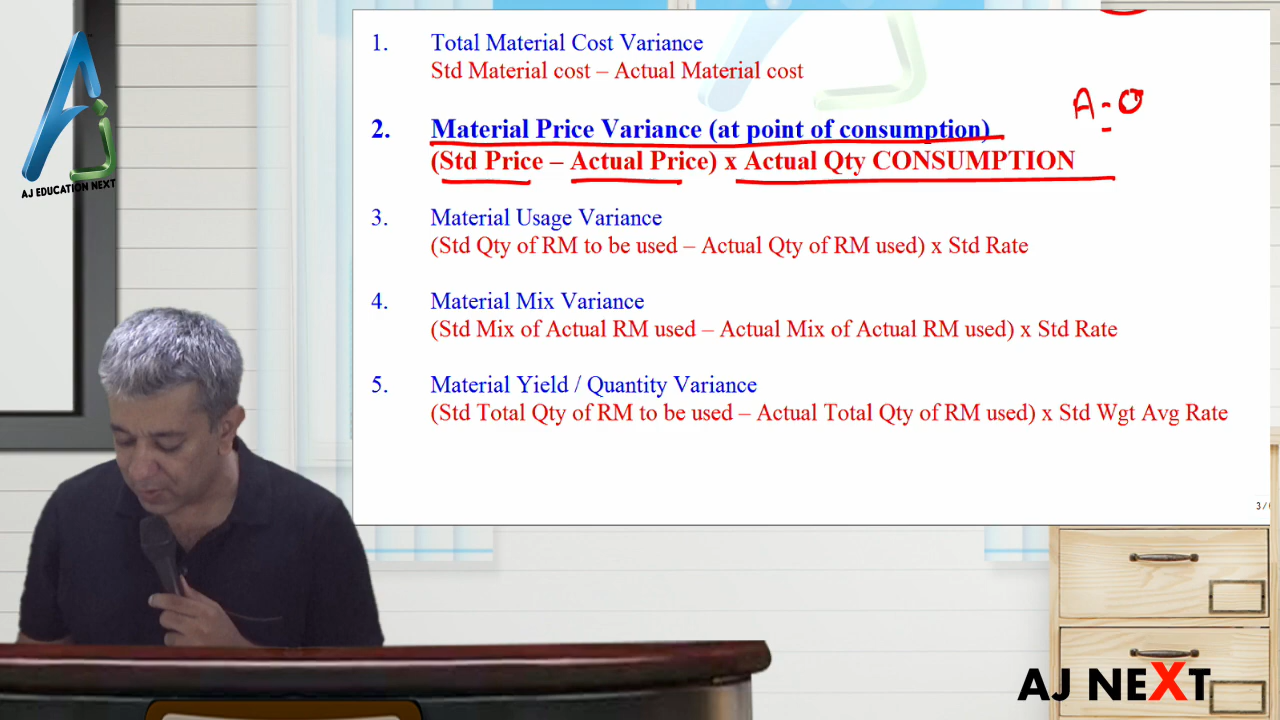 AJ EDUCATION NEXT
1. Total Material Cost Variance
Std Material cost – Actual Material cost
A - O
2. Material Price Variance (at point of consumption)
(Std Price – Actual Price) x Actual Qty CONSUMPTION
3. Material Usage Variance
(Std Qty of RM to be used – Actual Qty of RM used) x Std Rate
4. Material Mix Variance
(Std Mix of Actual RM used – Actual Mix of Actual RM used) x Std Rate
5. Material Yield / Quantity Variance
(Std Total Qty of RM to be used – Actual Total Qty of RM used) x Std Wgt Avg Rate
AJ NEXT